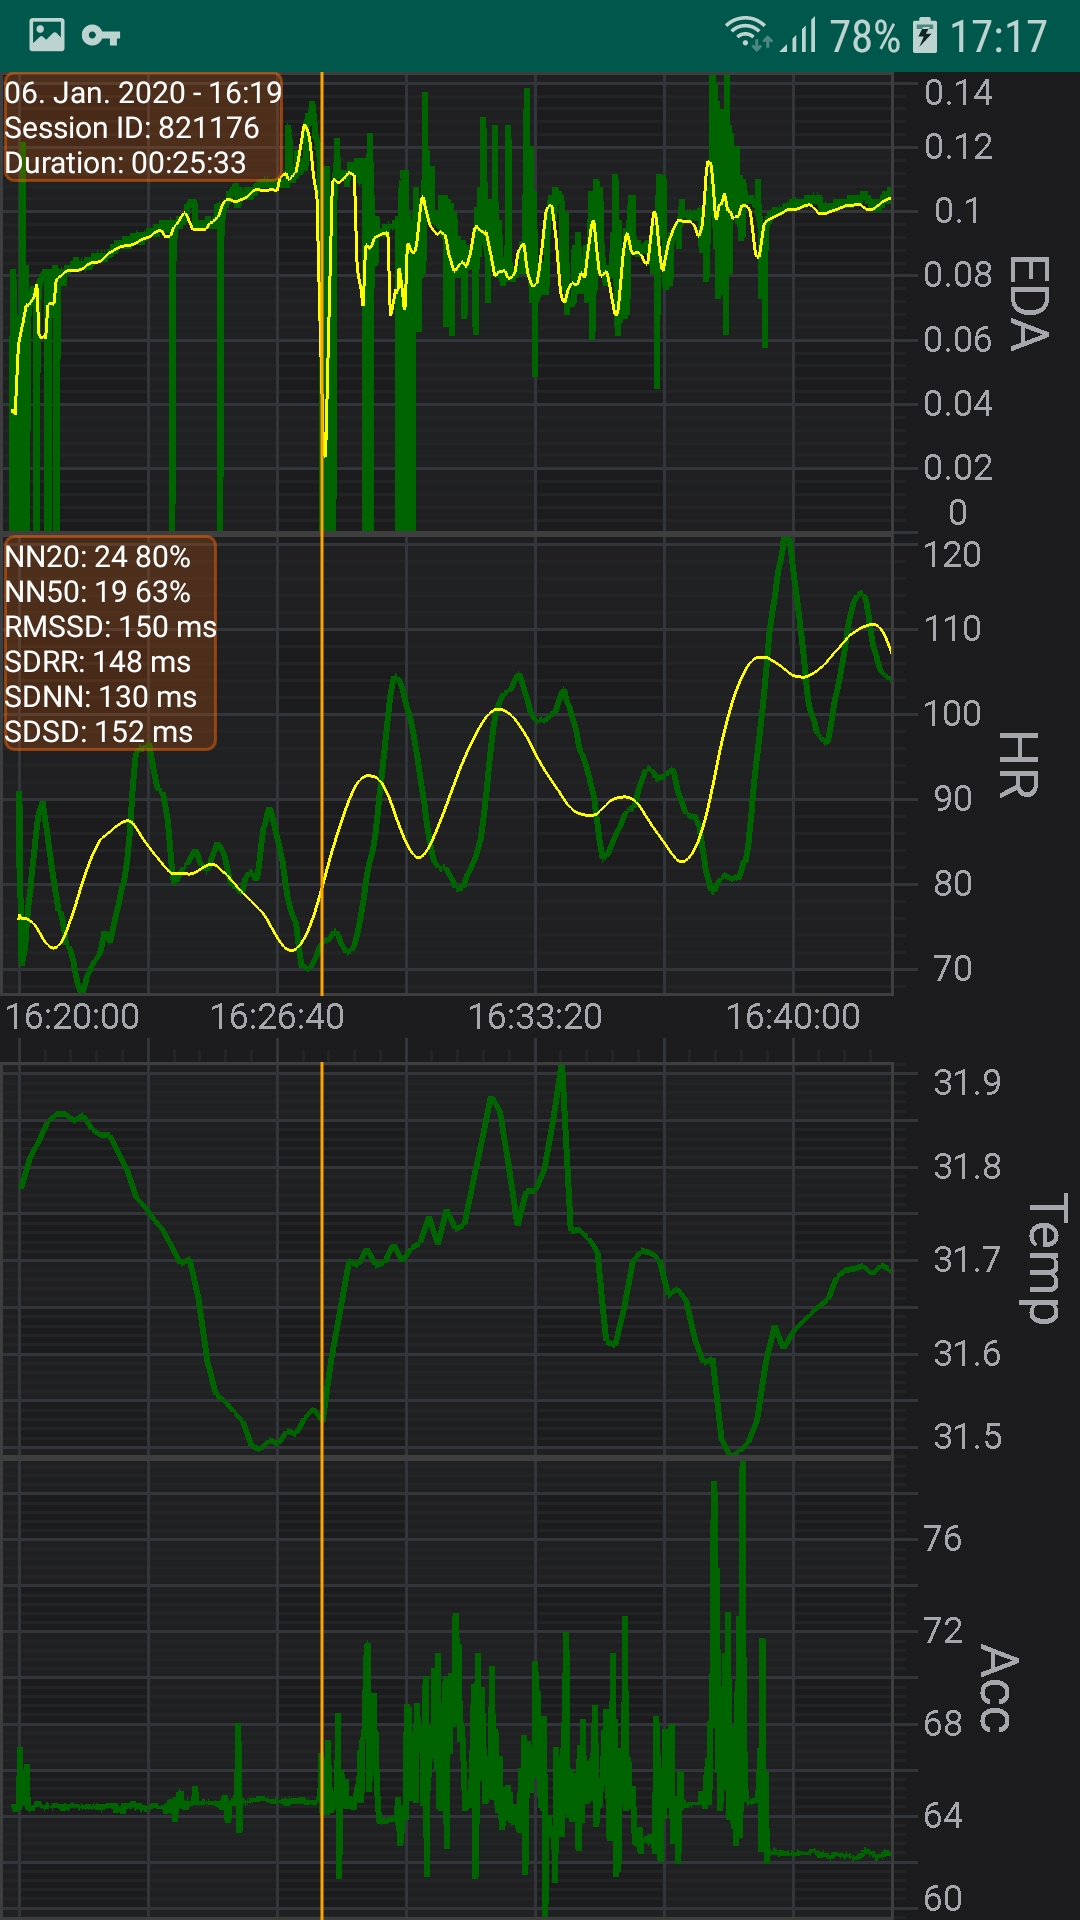 78% 17:17
06. Jan. 2020 - 16:19
Session ID: 821176
Duration: 00:25:33
0.14
0.12
0.1
0.08
0.06
0.04
0.02
0
EDA
NN20: 24 80%
NN50: 19 63%
RMSSD: 150 ms
SDRR: 148 ms
SDNN: 130 ms
SDSD: 152 ms
120
110
100
90
80
70
HR
16:20:00 16:26:40 16:33:20 16:40:00
31.9
31.8
31.7
31.6
31.5
Temp
76
72
68
64
60
Acc